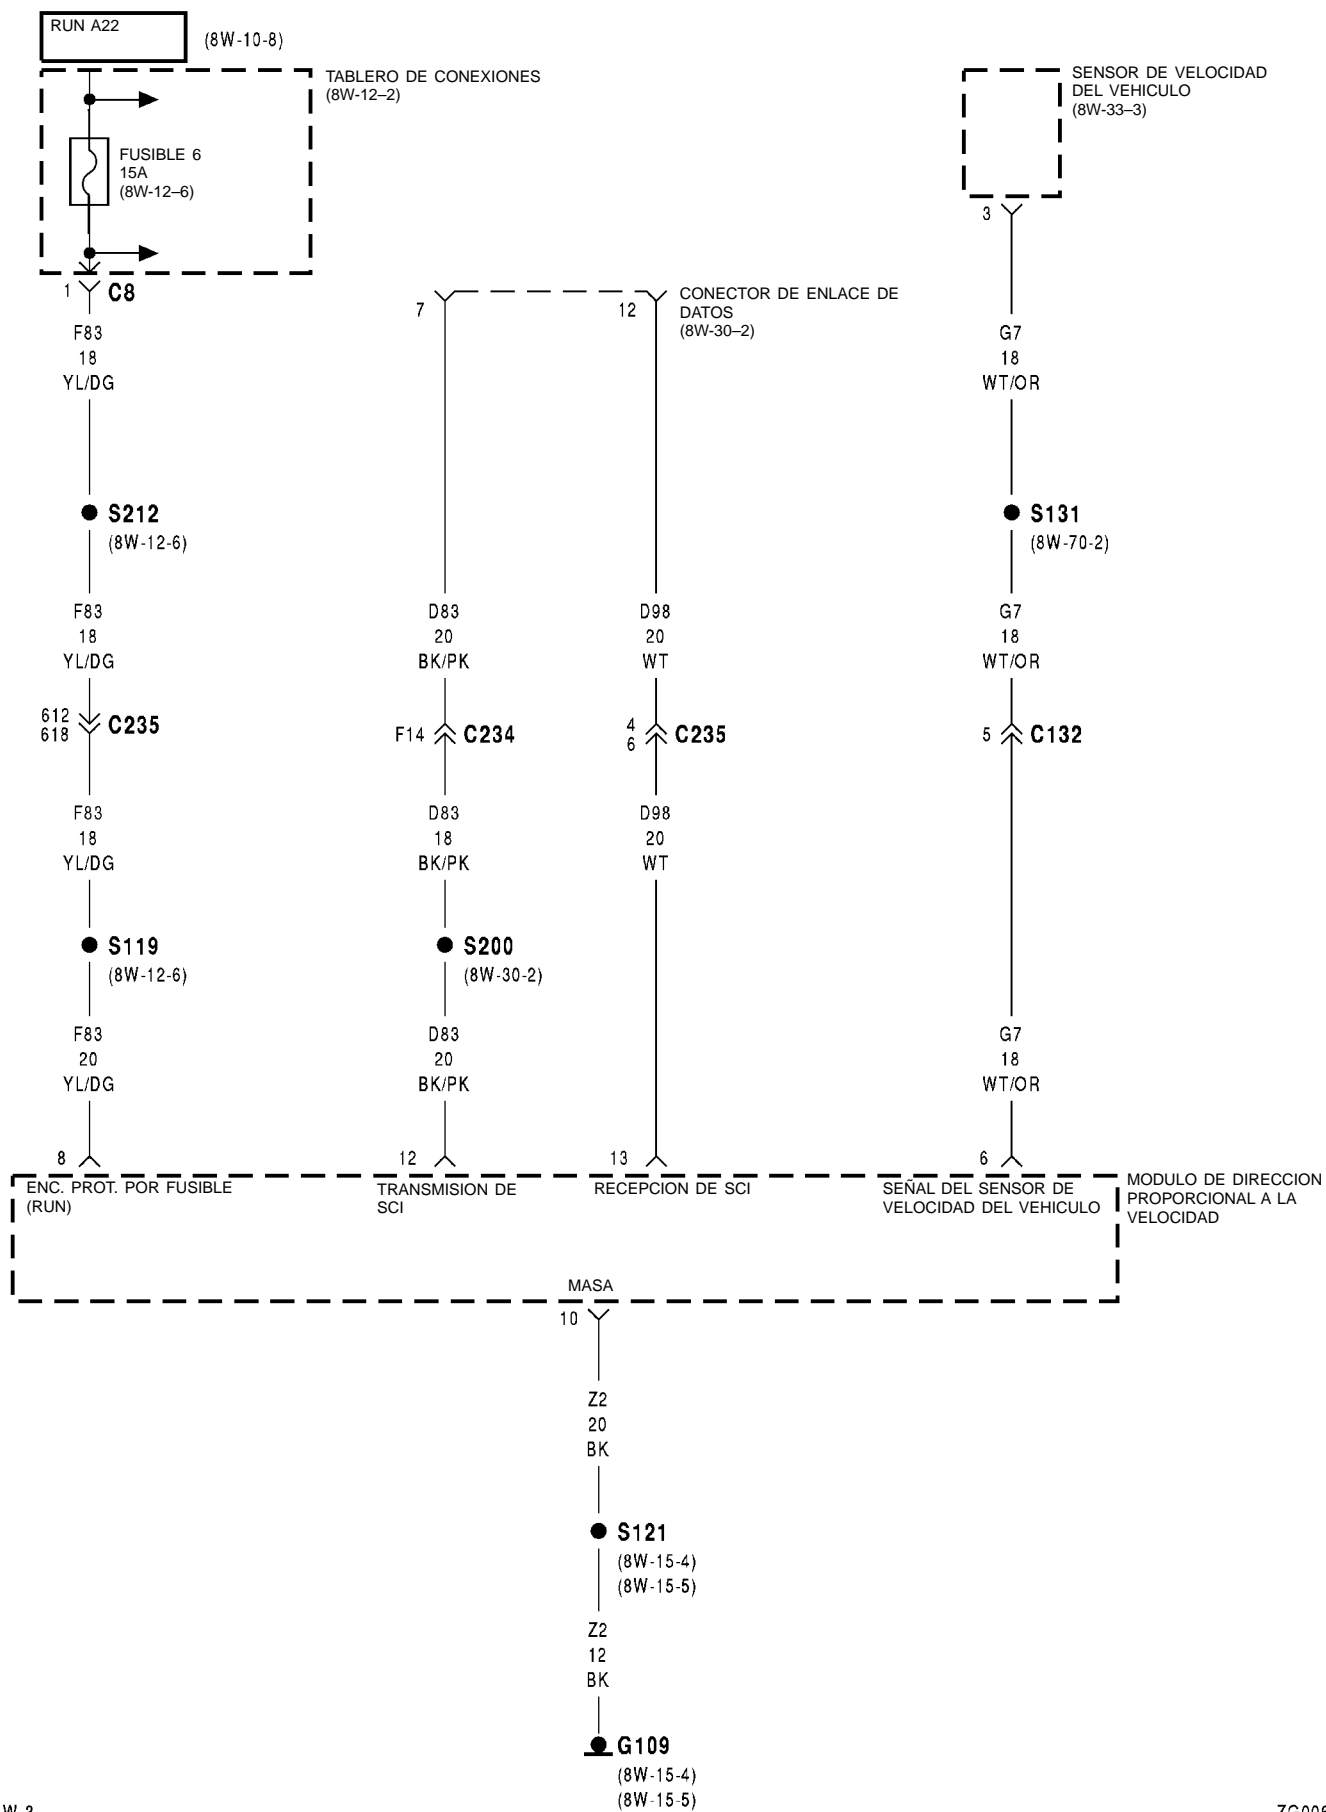 RUN A22
(8W-10-8)
TABLERO DE CONEXIONES
(8W-12–2)
FUSIBLE 6
15A
(8W-12–6)
SENSOR DE VELOCIDAD
DEL VEHICULO
(8W-33–3)
3
1 C8
7
12
CONECTOR DE ENLACE DE
DATOS
(8W-30–2)
F83
18
YL/DG
G7
18
WT/OR
S212
(8W-12-6)
S131
(8W-70-2)
F83
18
YL/DG
D83
20
BK/PK
D98
20
WT
G7
18
WT/OR
612
618
C235
F14 C234
4
6
C235
5 C132
F83
18
YL/DG
D83
18
BK/PK
D98
20
WT
S119
(8W-12-6)
S200
(8W-30-2)
F83
20
YL/DG
D83
20
BK/PK
G7
18
WT/OR
8
12
13
6
ENC. PROT. POR FUSIBLE
(RUN)
TRANSMISION DE
SCI
RECEPCION DE SCI
SEÑAL DEL SENSOR DE
VELOCIDAD DEL VEHICULO
MODULO DE DIRECCION
PROPORCIONAL A LA
VELOCIDAD
MASA
10
Z2
20
BK
S121
(8W-15-4)
(8W-15-5)
Z2
12
BK
G109
(8W-15-4)
(8W-15-5)